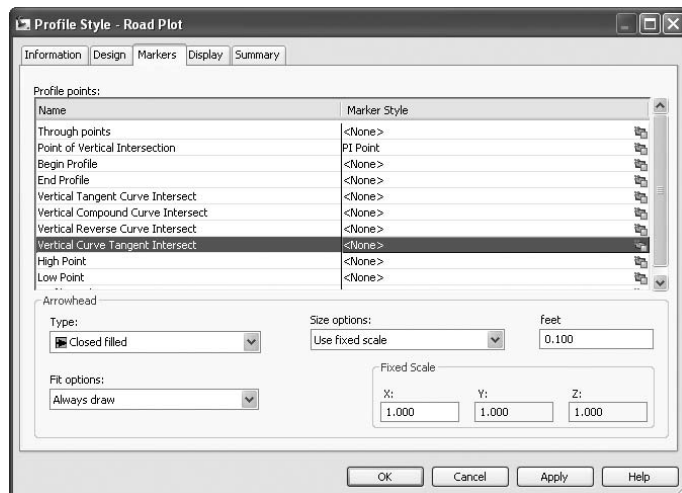 Profile Style - Road Plot
Information Design Markers Display Summary
Profile points:
Name Marker Style
Through points <None>
Point of Vertical Intersection PI Point
Begin Profile <None>
End Profile <None>
Vertical Tangent Curve Intersect <None>
Vertical Compound Curve Intersect <None>
Vertical Reverse Curve Intersect <None>
Vertical Curve Tangent Intersect <None>
High Point <None>
Low Point <None>
Arrowhead
Type: Size options: feet
Closed filled Use fixed scale 0.100
Fit options: Fixed Scale
Always draw X: Y: Z:
1.000 1.000 1.000
OK Cancel Apply Help